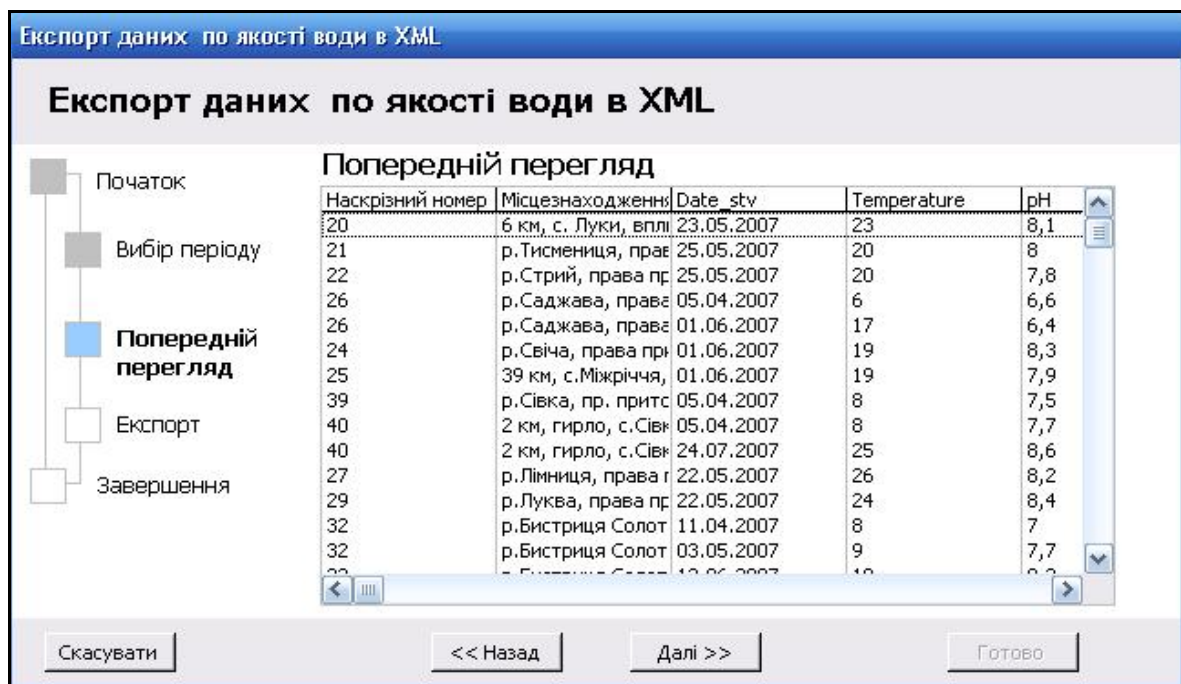 Експорт даних по якості води в XML
Експорт даних по якості води в XML
Початок
Вибір періоду
Попередній
перегляд
Експорт
Завершення
Попередній перегляд
Наскрізний номер Місцезнаходженн Date_stv Temperature pH
20 6 км, с. Луки, впл 23.05.2007 23 8,1
21 р.Тисмениця, прав 25.05.2007 20 8
22 р.Стрий, права пр 25.05.2007 20 7,8
26 р.Саджава, права 05.04.2007 6 6,6
26 р.Саджава, права 01.06.2007 17 6,4
24 р.Свіча, права при 01.06.2007 19 8,3
25 39 км, с.Міжріччя, 01.06.2007 19 7,9
39 р.Сівка, пр. прито 05.04.2007 8 7,5
40 2 км, гирло, с.Сівк 05.04.2007 8 7,7
40 2 км, гирло, с.Сівк 24.07.2007 25 8,6
27 р.Лімниця, права 22.05.2007 26 8,2
29 р.Луква, права пр 22.05.2007 24 8,4
32 р.Бистриця Солот 11.04.2007 8 7
32 р.Бистриця Солот 03.05.2007 9 7,7
Скасувати
<< Назад
Далі >>
Готово